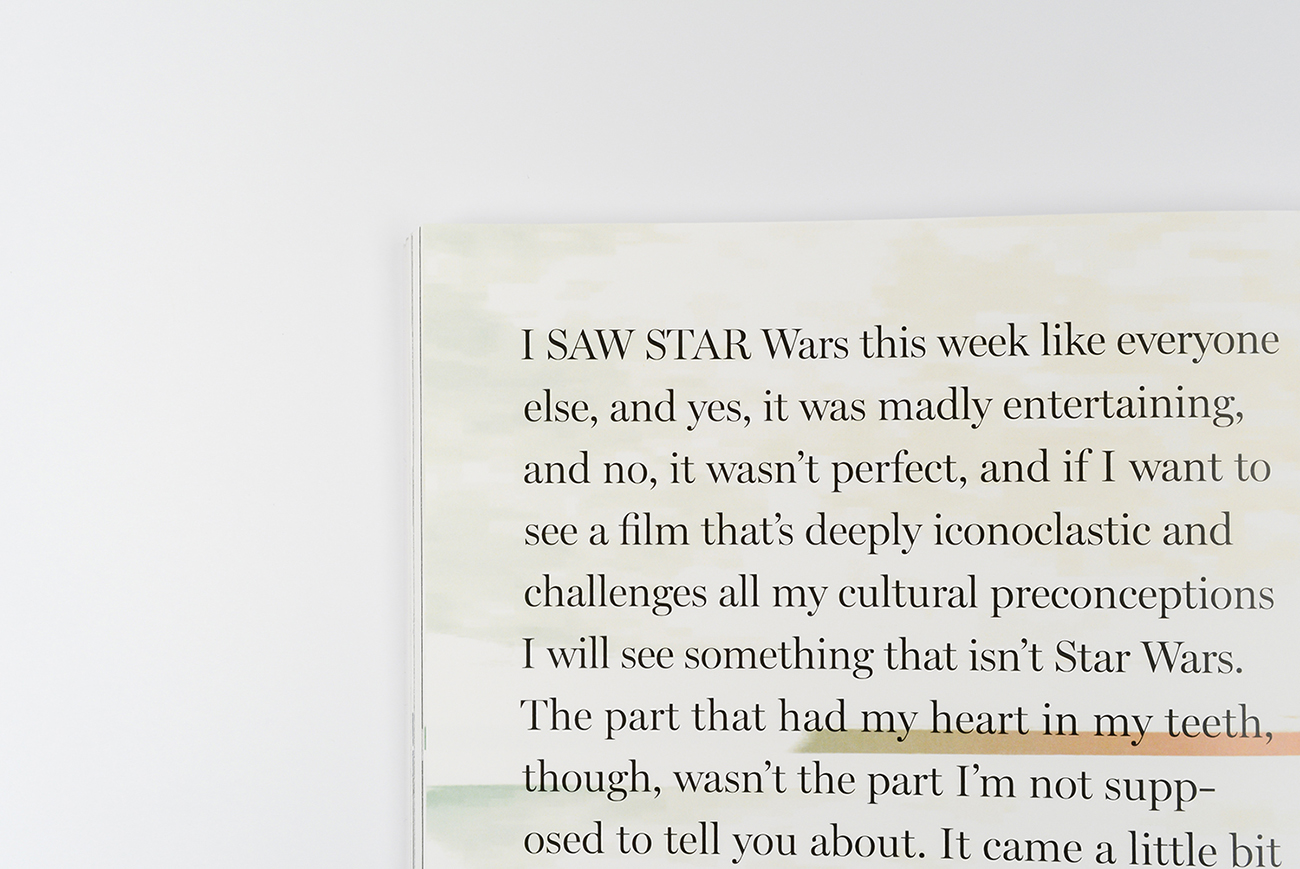 I SAW STAR Wars this week like everyone
else, and yes, it was madly entertaining,
and no, it wasn’t perfect, and if I want to
see a film that’s deeply iconoclastic and
challenges all my cultural preconceptions
I will see something that isn’t Star Wars.
The part that had my heart in my teeth,
though, wasn’t the part I’m not supp-
osed to tell you about. It came a little bit